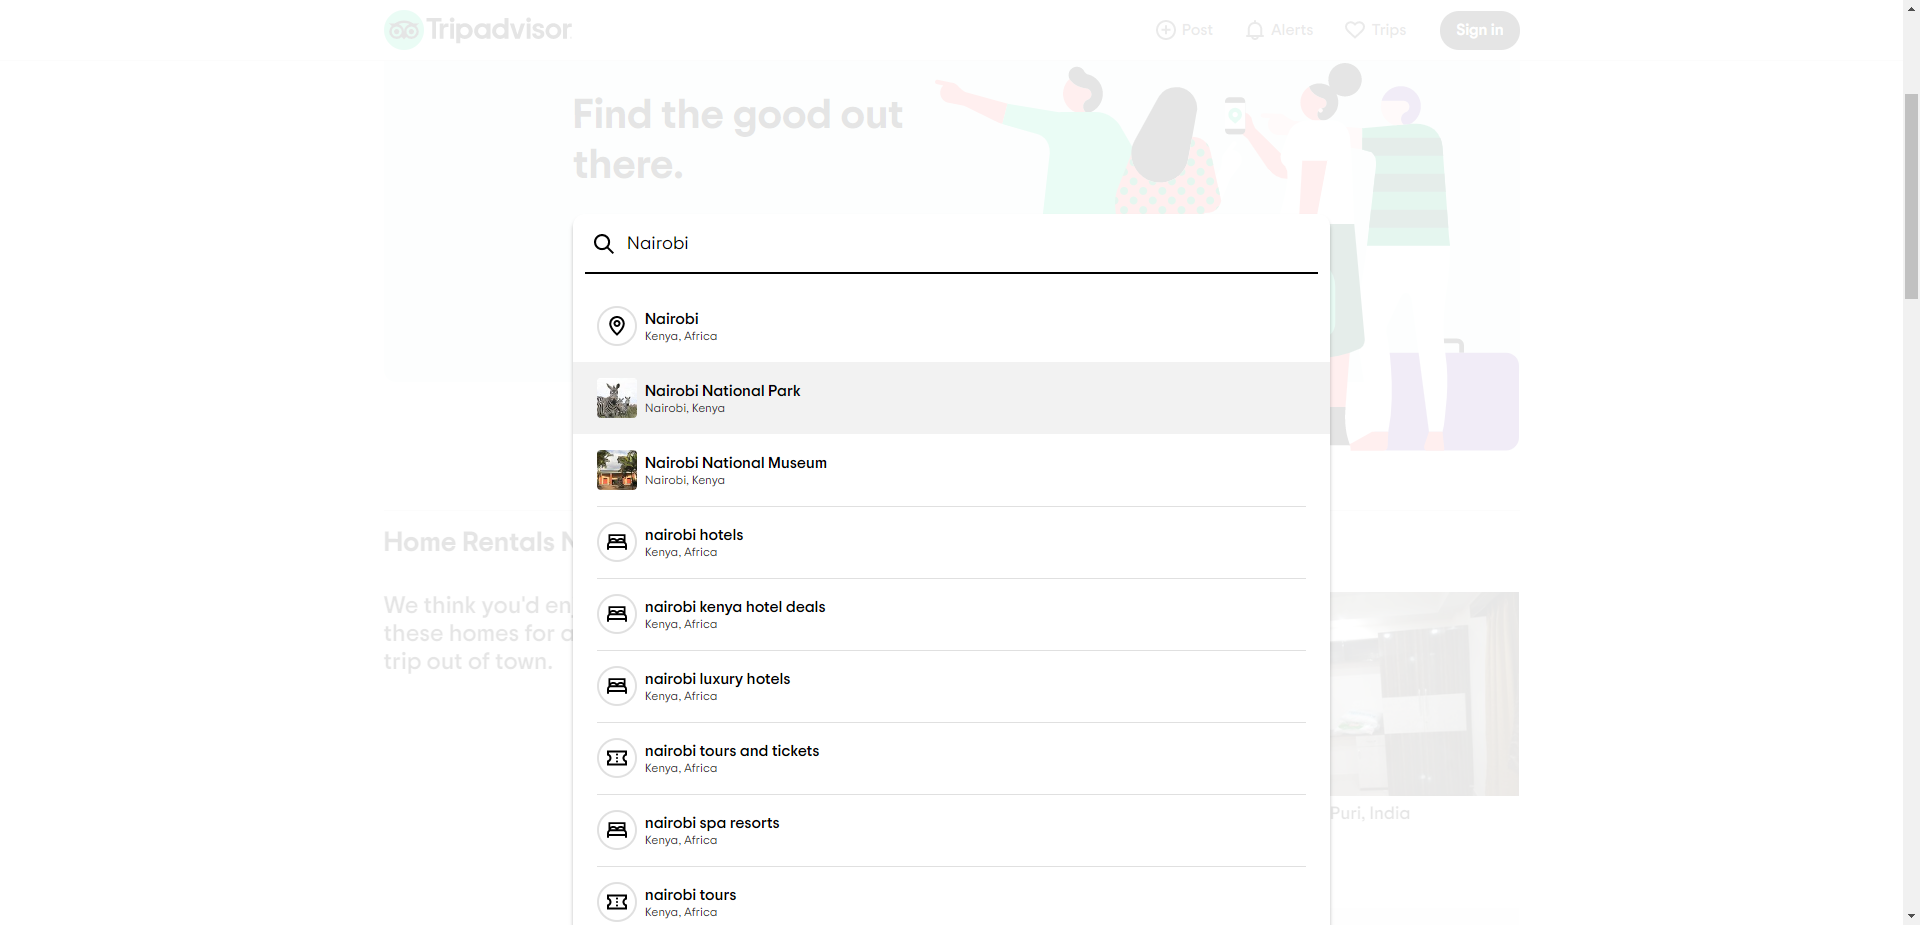 Tripadvisor
Post
Alerts
Trips
Sign in
Find the good out
there.
Nairobi
Nairobi
Kenya, Africa
Nairobi National Park
Nairobi, Kenya
Nairobi National Museum
Nairobi, Kenya
nairobi hotels
Kenya, Africa
nairobi kenya hotel deals
Kenya, Africa
nairobi luxury hotels
Kenya, Africa
nairobi tours and tickets
Kenya, Africa
nairobi spa resorts
Kenya, Africa
nairobi tours
Kenya, Africa
Home Rentals
We think you'd
these homes for
trip out of town.
Puri, India